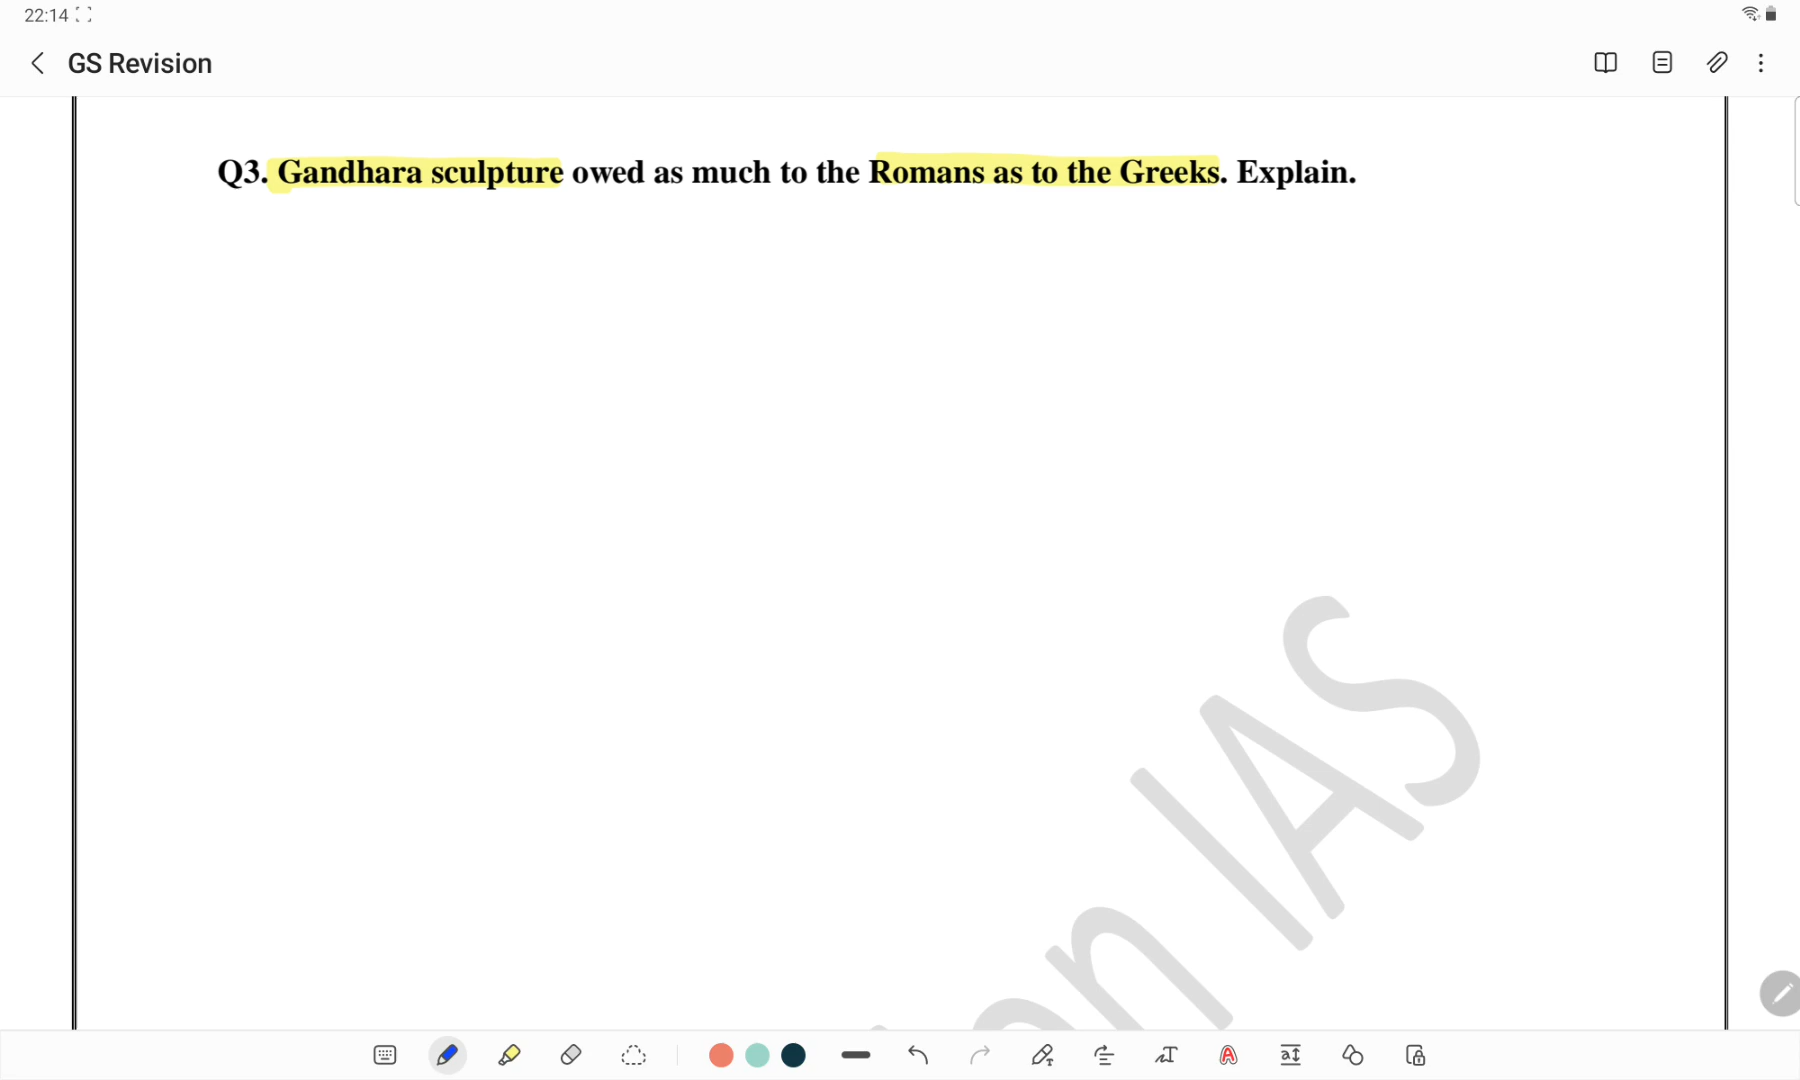 22:14
GS Revision
Q3. Gandhara sculpture owed as much to the Romans as to the Greeks. Explain.
IAS